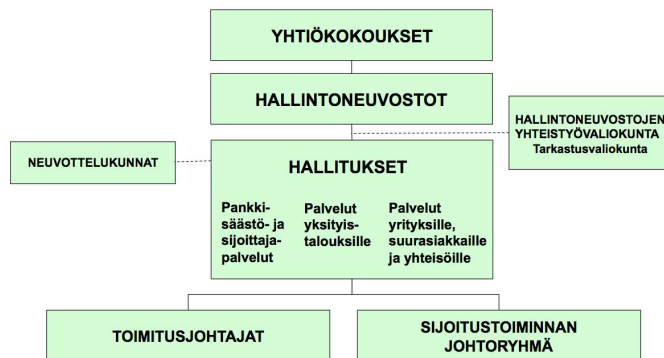 YHTIÖKOKOUKSET
HALLINTONEUVOSTOT
HALLINTONEUVOSTOJEN
YHTEISTYÖVALIOKUNTA
Tarkastusvaliokunta
NEUVOTTELUKUNNAT
HALLITUKSET
Pankki-
säästö- ja
sijoittaja-
palvelut
Palvelut
yksityis-
talouksille
Palvelut
yrityksille,
suurasiakkaille
ja yhteisöille
TOIMITUSJOHTAJAT
SIJOITUSTOIMINNAN
JOHTORYHMÄ